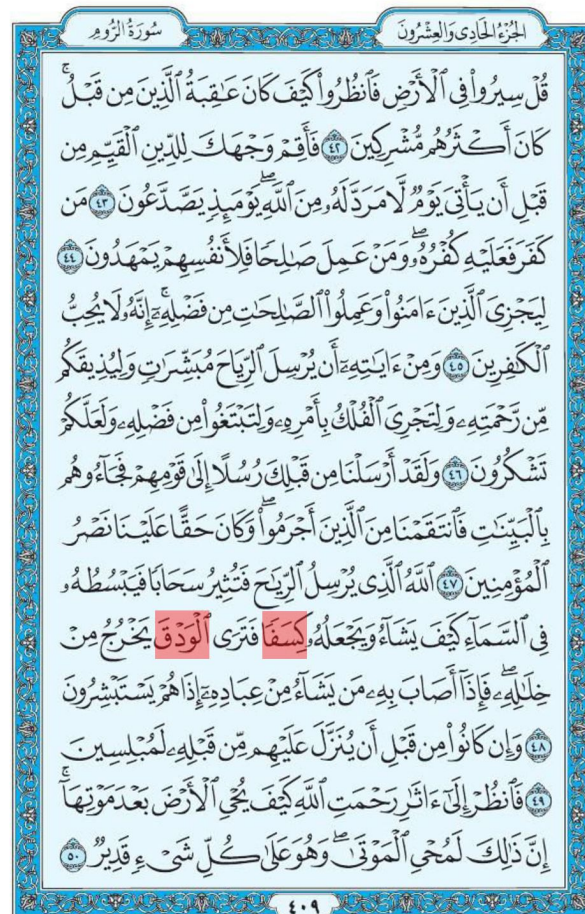 الجُزْءُ الحَادِى وَالعِشْرُونَ
سُورَةُ الرُّومِ
قُلْ سِيرُوا۟ فِى ٱلْأَرْضِ فَٱنظُرُوا۟ كَيْفَ كَانَ عَـٰقِبَةُ ٱلَّذِينَ مِن قَبْلُ ۚ
كَانَ أَكْثَرُهُم مُّشْرِكِينَ ٤٢ فَأَقِمْ وَجْهَكَ لِلدِّينِ ٱلْقَيِّمِ مِن
قَبْلِ أَن يَأْتِىَ يَوْمٌ لَّا مَرَدَّ لَهُۥ مِنَ ٱللَّهِ ۖ يَوْمَئِذٍ يَصَّدَّعُونَ ٤٣ مَن
كَفَرَ فَعَلَيْهِ كُفْرُهُۥ ۖ وَمَنْ عَمِلَ صَـٰلِحًا فَلِأَنفُسِهِمْ يَمْهَدُونَ ٤٤
لِيَجْزِىَ ٱلَّذِينَ ءَامَنُوا۟ وَعَمِلُوا۟ ٱلصَّـٰلِحَـٰتِ مِن فَضْلِهِۦٓ ۚ إِنَّهُۥ لَا يُحِبُّ
ٱلْكَـٰفِرِينَ ٤٥ وَمِنْ ءَايَـٰتِهِۦٓ أَن يُرْسِلَ ٱلرِّيَاحَ مُبَشِّرَٰتٍ وَلِيُذِيقَكُم
مِّن رَّحْمَتِهِۦ وَلِتَجْرِىَ ٱلْفُلْكُ بِأَمْرِهِۦ وَلِتَبْتَغُوا۟ مِن فَضْلِهِۦ وَلَعَلَّكُمْ
تَشْكُرُونَ ٤٦ وَلَقَدْ أَرْسَلْنَا مِن قَبْلِكَ رُسُلًا إِلَىٰ قَوْمِهِمْ فَجَآءُوهُم
بِٱلْبَيِّنَـٰتِ فَٱنتَقَمْنَا مِنَ ٱلَّذِينَ أَجْرَمُوا۟ ۖ وَكَانَ حَقًّا عَلَيْنَا نَصْرُ
ٱلْمُؤْمِنِينَ ٤٧ ٱللَّهُ ٱلَّذِى يُرْسِلُ ٱلرِّيَـٰحَ فَتُثِيرُ سَحَابًا فَيَبْسُطُهُۥ
فِى ٱلسَّمَآءِ كَيْفَ يَشَآءُ وَيَجْعَلُهُۥ كِسَفًا فَتَرَى ٱلْوَدْقَ يَخْرُجُ مِنْ
خِلَـٰلِهِۦ ۖ فَإِذَآ أَصَابَ بِهِۦ مَن يَشَآءُ مِنْ عِبَادِهِۦٓ إِذَا هُمْ يَسْتَبْشِرُونَ
٤٨ وَإِن كَانُوا۟ مِن قَبْلِ أَن يُنَزَّلَ عَلَيْهِم مِّن قَبْلِهِۦ لَمُبْلِسِينَ
٤٩ فَٱنظُرْ إِلَىٰٓ ءَاثَـٰرِ رَحْمَتِ ٱللَّهِ كَيْفَ يُحْىِ ٱلْأَرْضَ بَعْدَ مَوْتِهَآ ۚ
إِنَّ ذَٰلِكَ لَمُحْىِ ٱلْمَوْتَىٰ ۖ وَهُوَ عَلَىٰ كُلِّ شَىْءٍ قَدِيرٌ ٥٠
٤٠٩